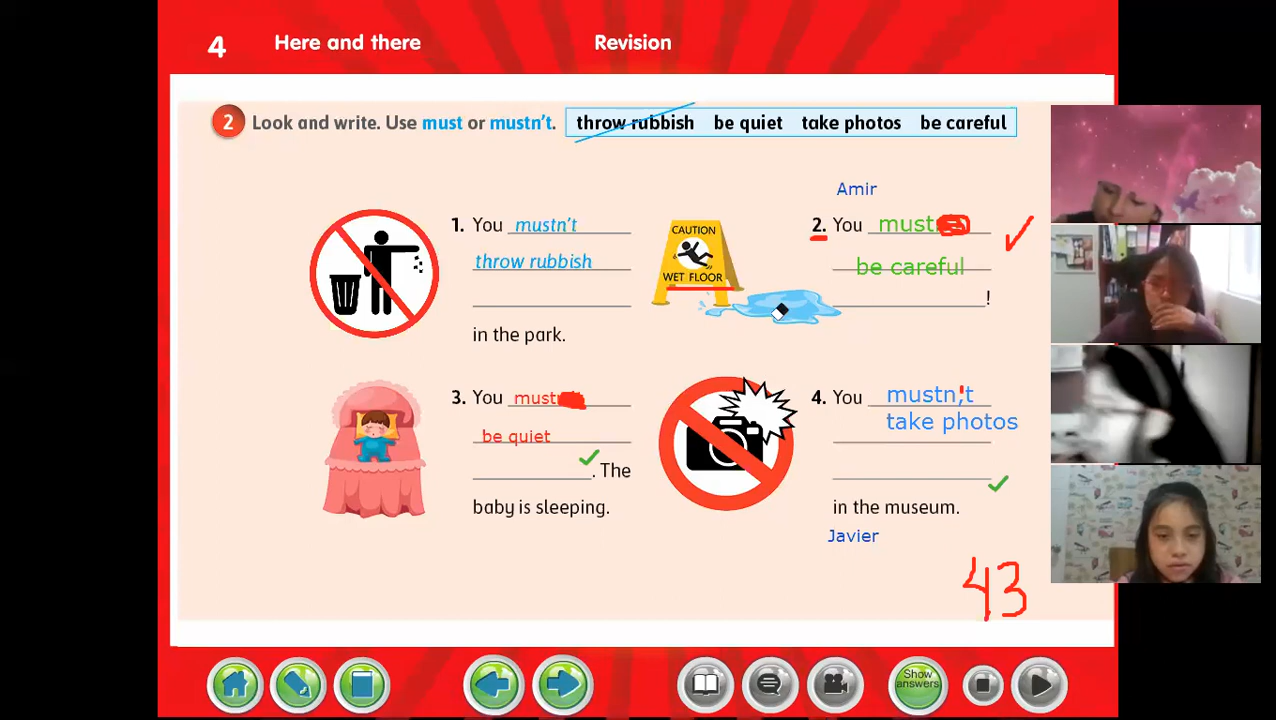 4 Here and there Revision
2 Look and write. Use must or mustn't. throw rubbish be quiet take photos be careful
Amir
1. You mustn't
throw rubbish
in the park.
CAUTION
WET FLOOR
2. You must
be careful
!
3. You must
be quiet
. The
baby is sleeping.
4. You mustn,'t
take photos
in the museum.
Javier
43
Show
answers